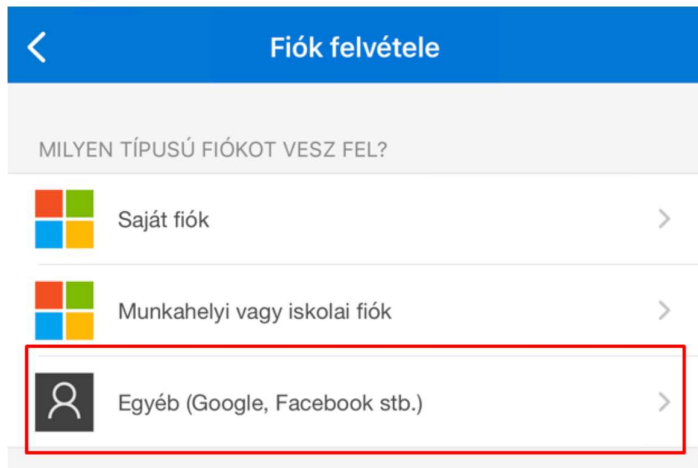 Fiók felvétele
MILYEN TÍPUSÚ FIÓKOT VESZ FEL?
Saját fiók
Munkahelyi vagy iskolai fiók
Egyéb (Google, Facebook stb.)